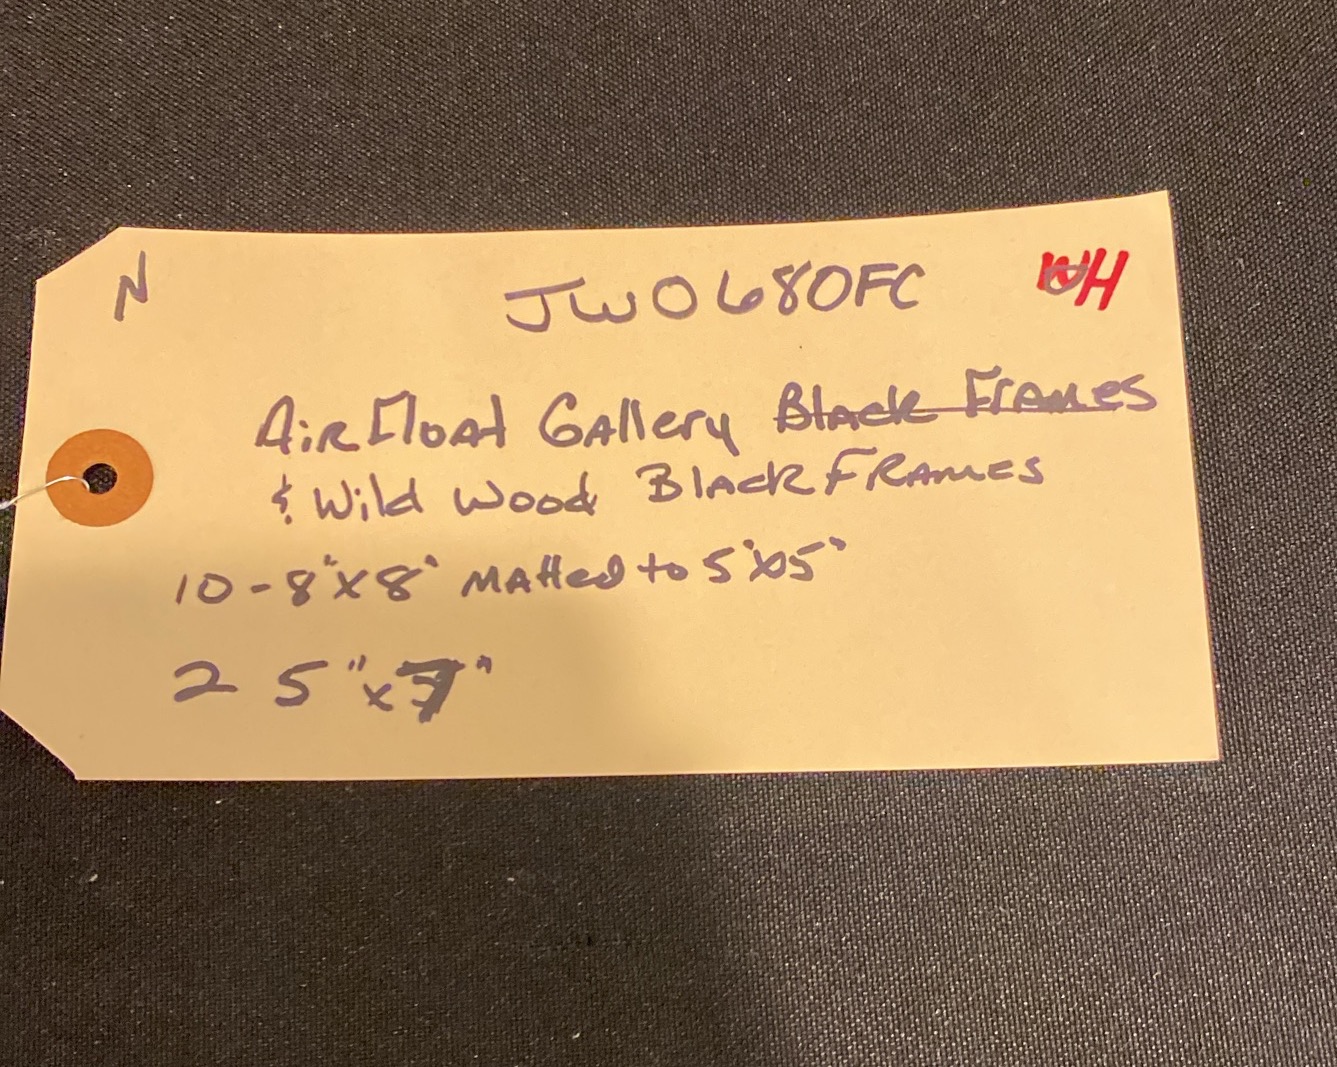 N JW0680FC WH
AirFloat Gallery Black Frames
& Wild Wood Black Frames
10-8"x8" Matted to 5"x5"
2 5"x7"